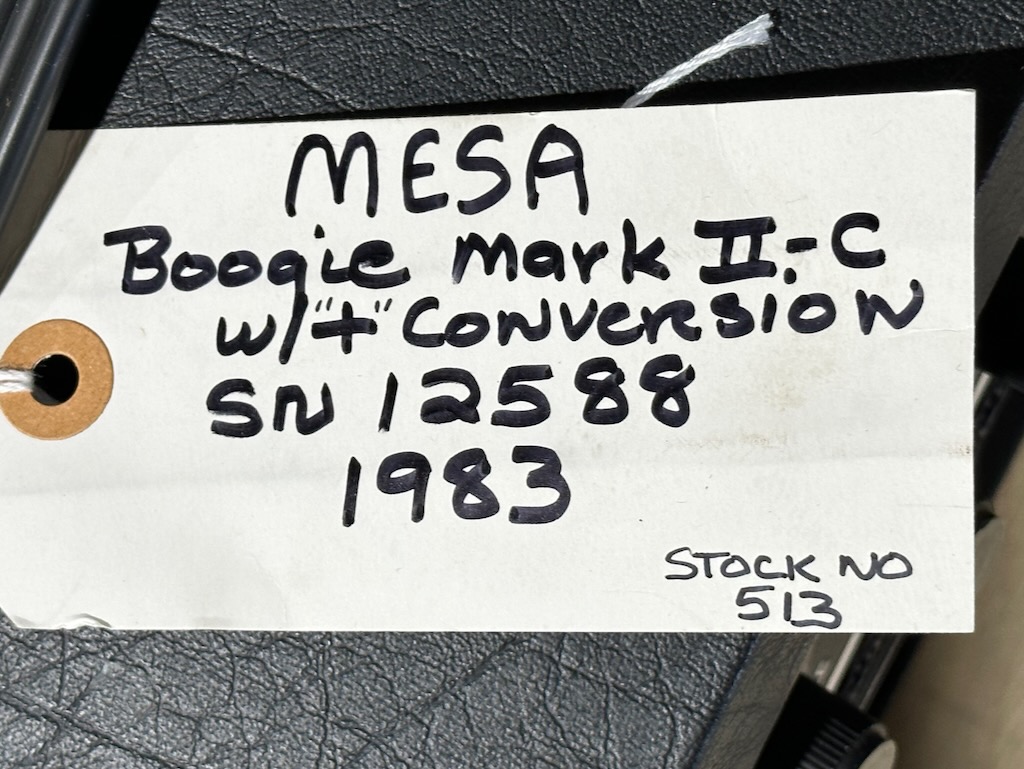 MESA
Boogie Mark II-C
w/"+" Conversion
SN 12588
1983
STOCK NO
513